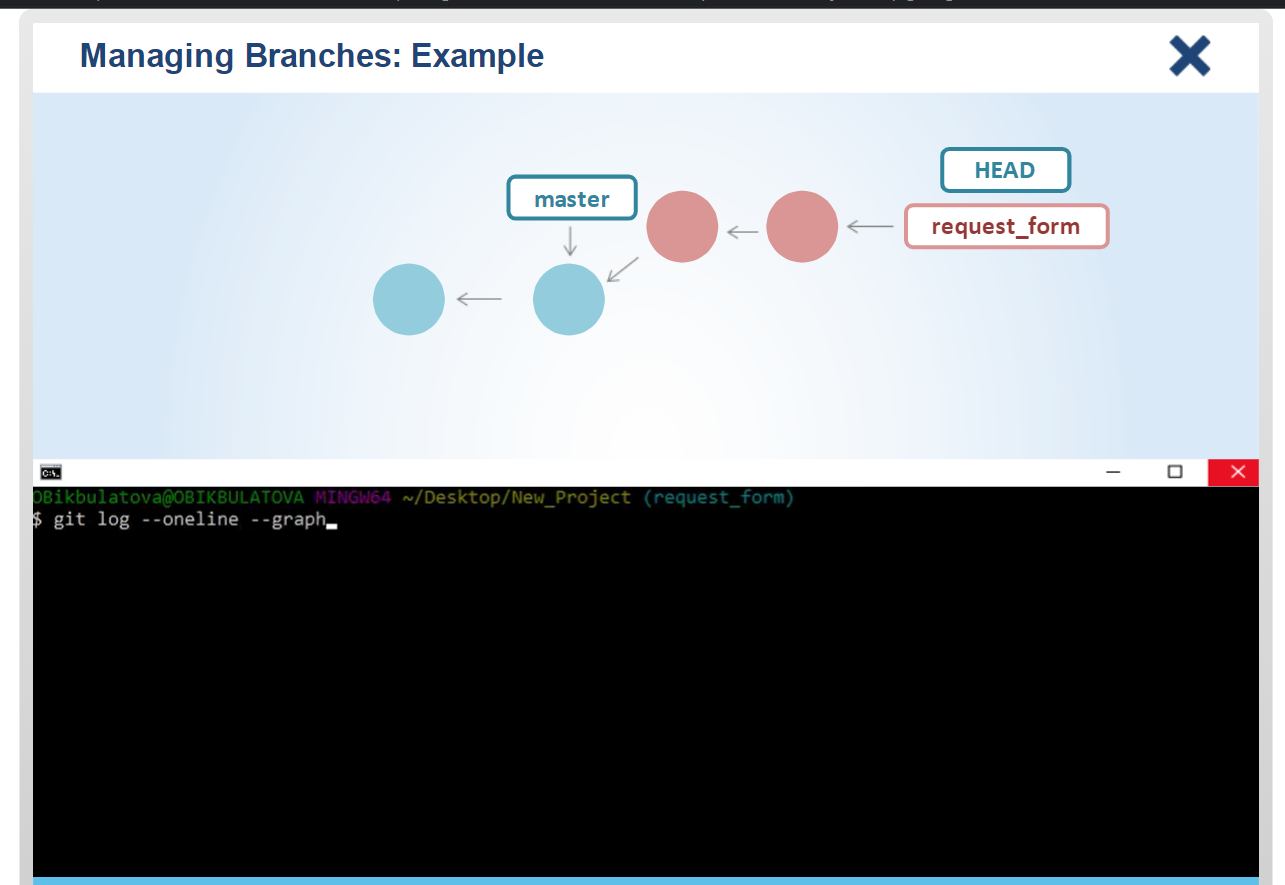 Managing Branches: Example
HEAD
master
request_form
C:\.
OBikbulatova@OBIKBULATOVA MINGW64 ~/Desktop/New_Project (request_form)
$ git log --oneline --graph